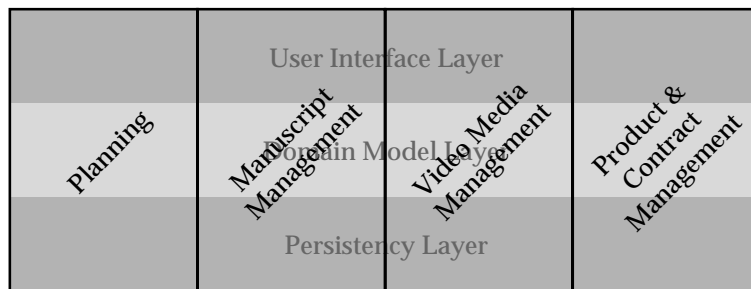 User Interface Layer
Domain Model Layer
Persistency Layer
Planning
Manuscript
Management
Video Media
Management
Product &
Contract
Management